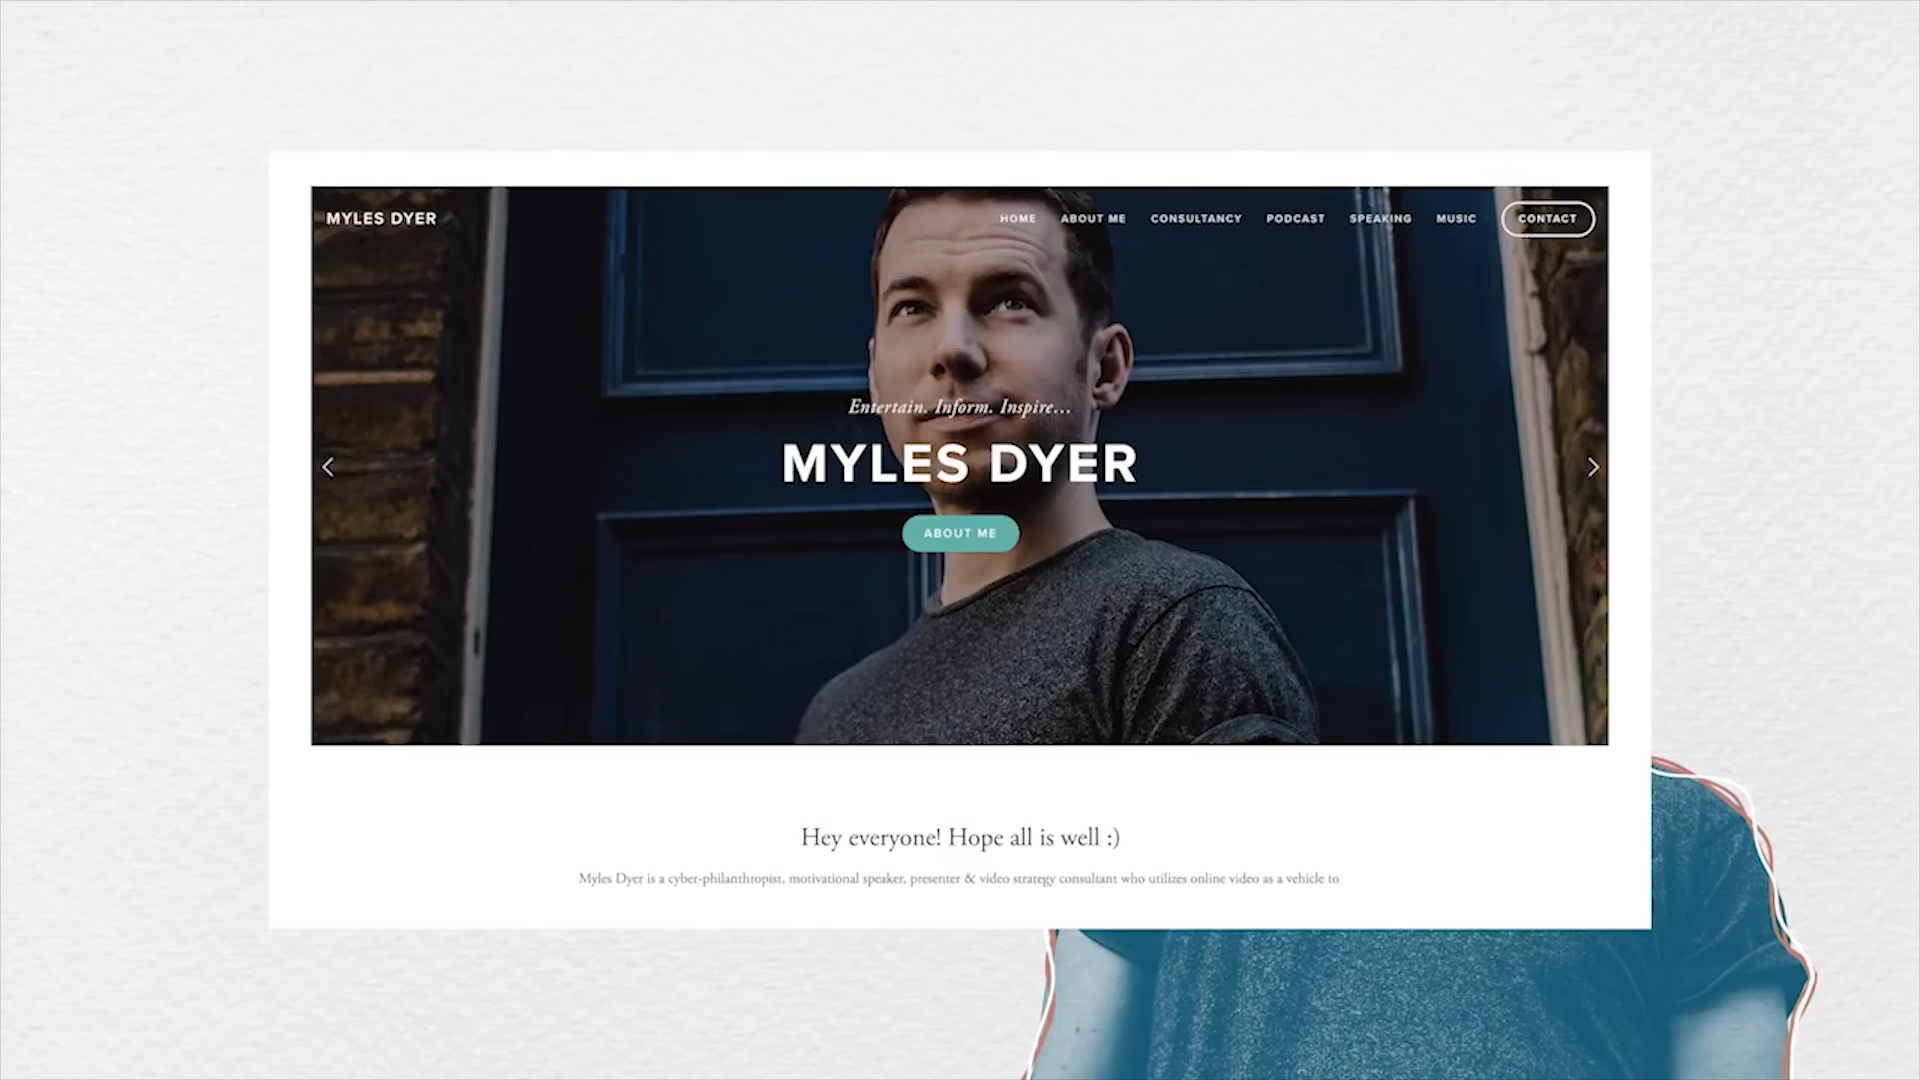 MYLES DYER
HOME ABOUT ME CONSULTANCY PODCAST SPEAKING MUSIC CONTACT
Entertain. Inform. Inspire...
MYLES DYER
ABOUT ME
Hey everyone! Hope all is well :)
Myles Dyer is a cyber-philanthropist, motivational speaker, presenter & video strategy consultant who utilizes online video as a vehicle to